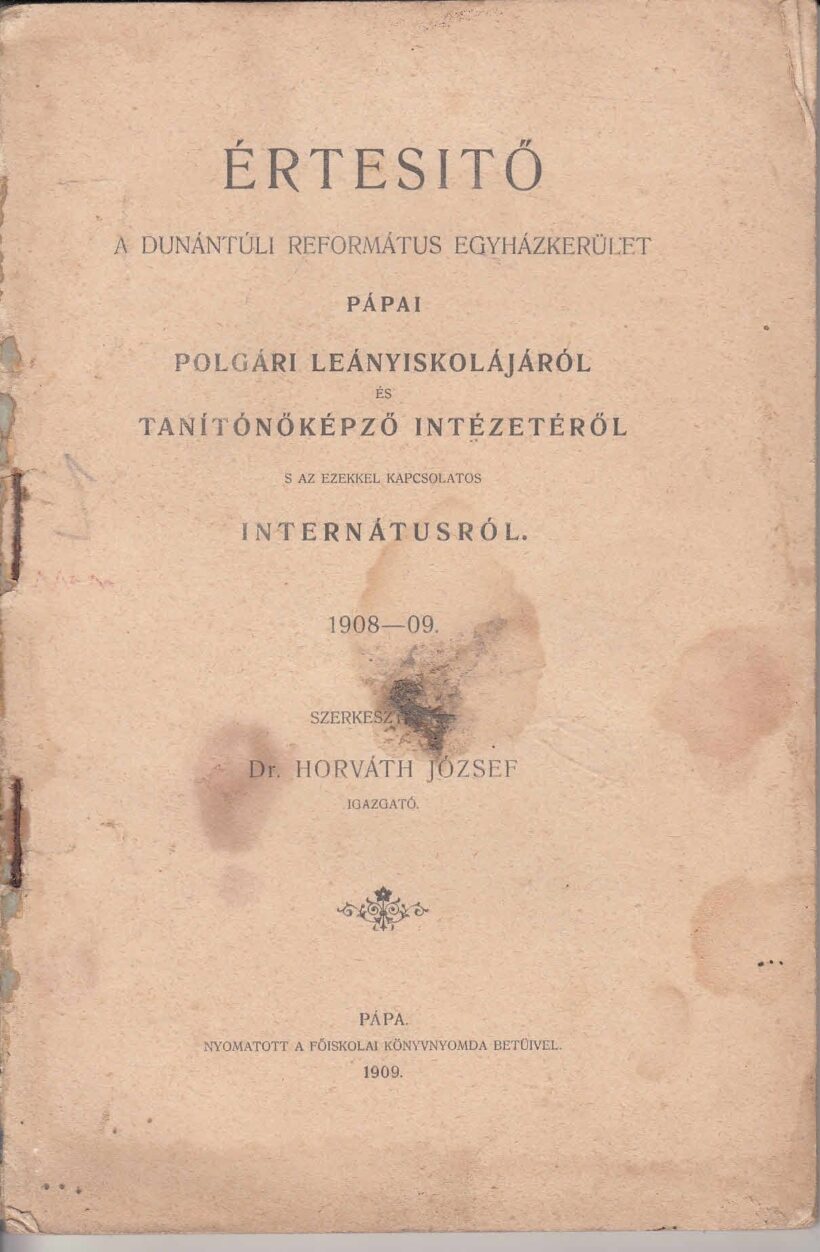 ÉRTESITŐ
A DUNÁNTÚLI REFORMÁTUS EGYHÁZKERÜLET
PÁPAI
POLGÁRI LEÁNYISKOLÁJÁRÓL
ÉS
TANÍTÓNŐKÉPZŐ INTÉZETÉRŐL
S AZ EZEKKEL KAPCSOLATOS
INTERNÁTUSRÓL.
1908—09.
Dr. HORVÁTH JÓZSEF
IGAZGATÓ.
PÁPA.
NYOMATOTT A FŐISKOLAI KÖNYVNYOMDA BETŰIVEL.
1909.